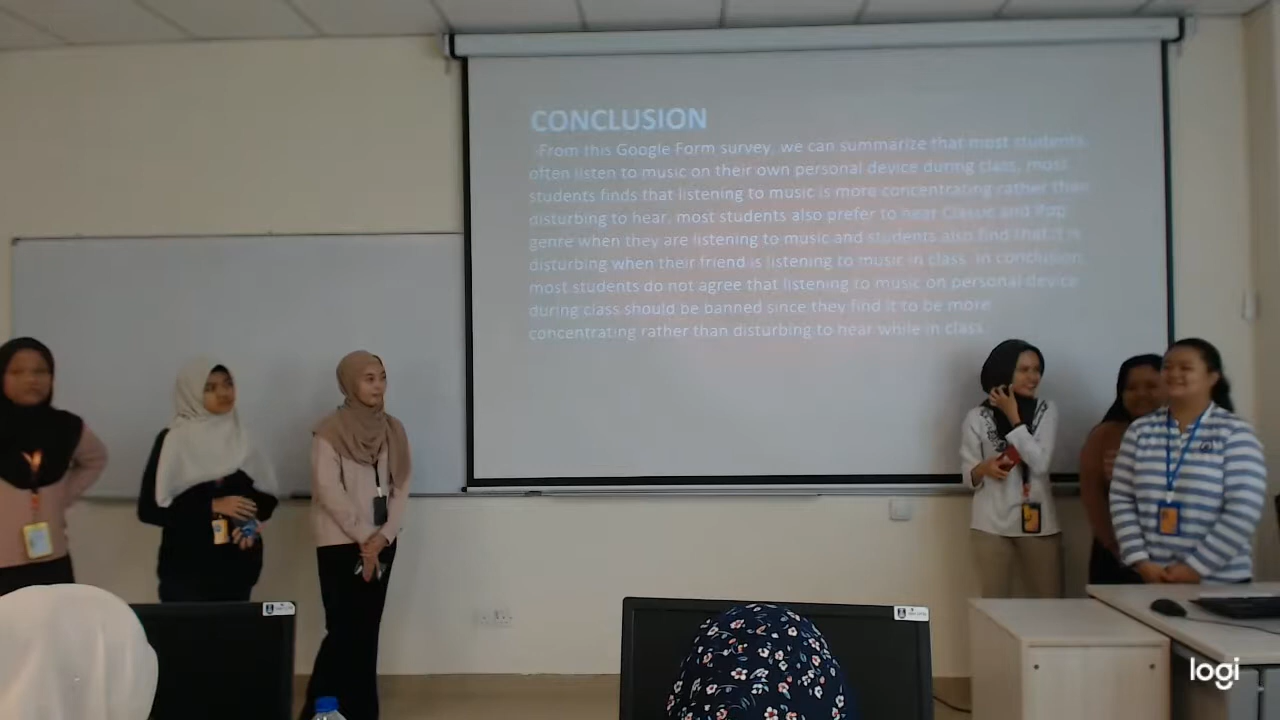 CONCLUSION
-From this Google Form survey, we can summarize that most students
often listen to music on their own personal device during class, most
students finds that listening to music is more concentrating rather than
disturbing to hear, most students also prefer to hear Classic and Pop
genre when they are listening to music and students also find that it is
disturbing when their friend is listening to music in class. In conclusion,
most students do not agree that listening to music on personal device
during class should be banned since they find it to be more
concentrating rather than disturbing to hear while in class.
logi